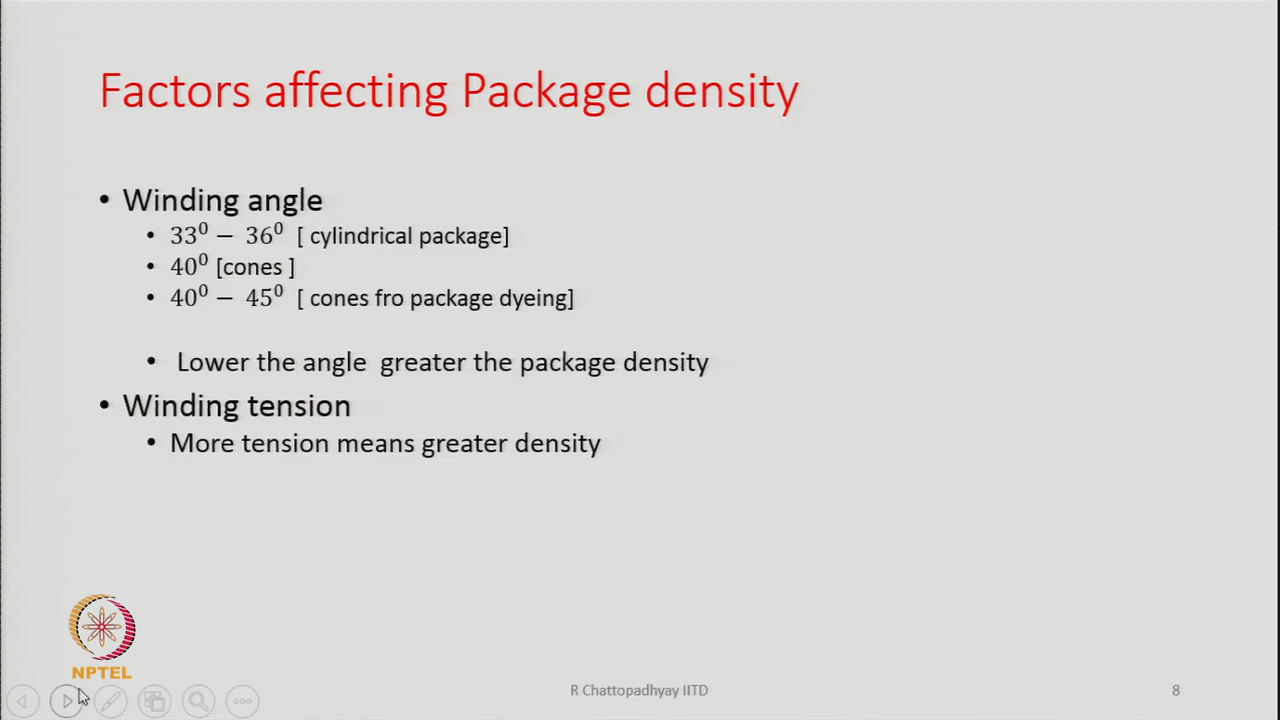 Factors affecting Package density
• Winding angle
• 33⁰ – 36⁰ [ cylindrical package]
• 40⁰ [cones ]
• 40⁰ – 45⁰ [ cones fro package dyeing]
• Lower the angle greater the package density
• Winding tension
• More tension means greater density
NPTEL
R Chattopadhyay IITD
8